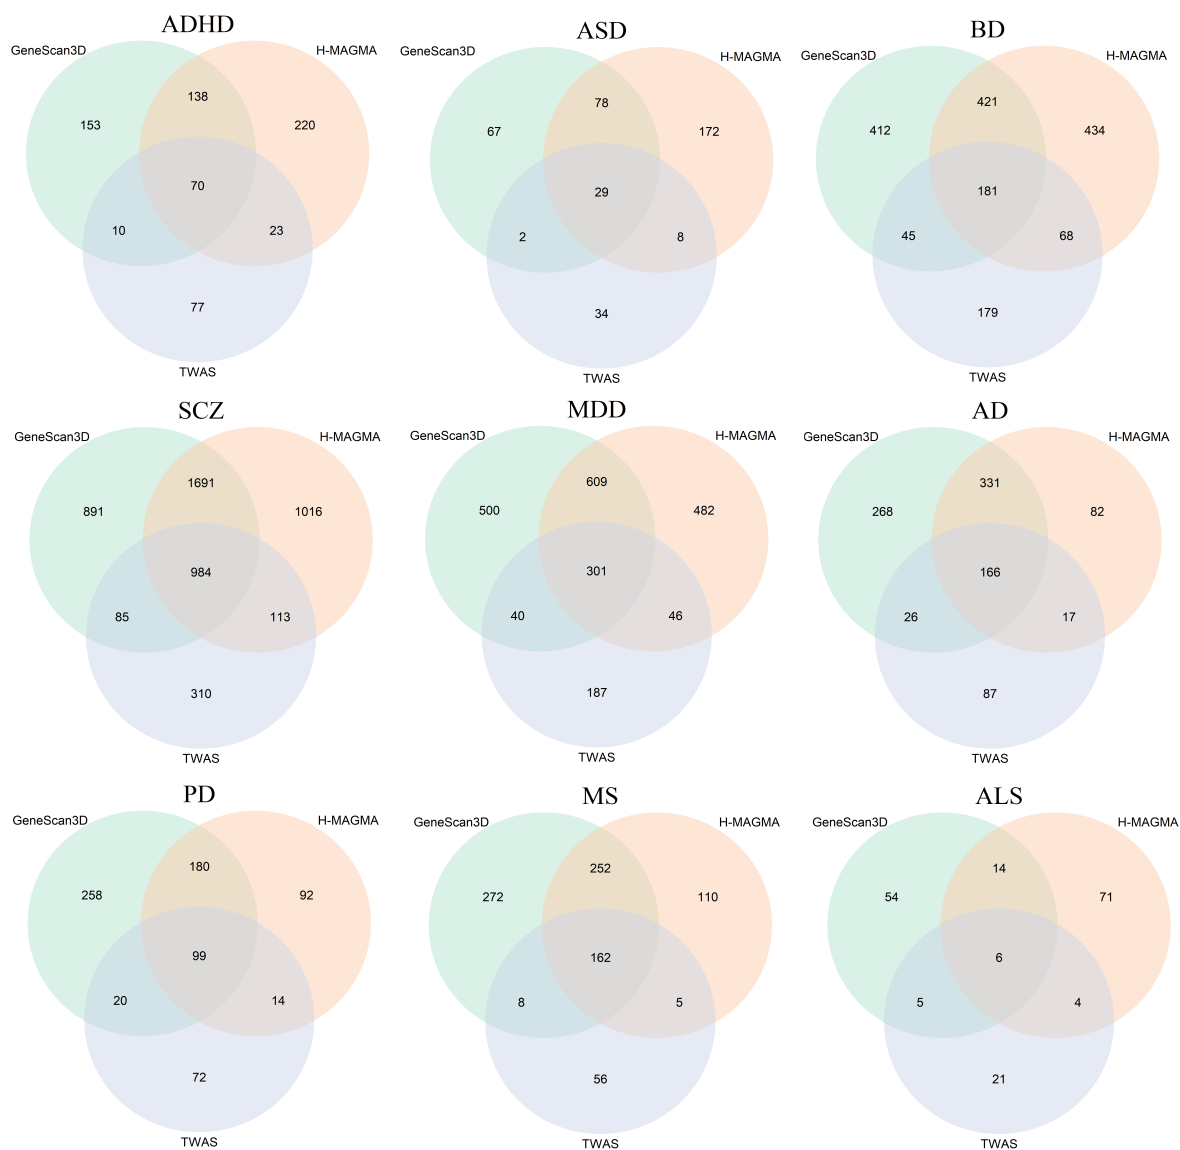 ADHD
GeneScan3D
H-MAGMA
138
153
220
70
10
23
77
TWAS
ASD
GeneScan3D
H-MAGMA
78
67
172
29
2
8
34
TWAS
BD
GeneScan3D
H-MAGMA
421
412
434
181
45
68
179
TWAS
SCZ
GeneScan3D
H-MAGMA
1691
891
1016
984
85
113
310
TWAS
MDD
GeneScan3D
H-MAGMA
609
500
482
301
40
46
187
TWAS
AD
GeneScan3D
H-MAGMA
331
268
82
166
26
17
87
TWAS
PD
GeneScan3D
H-MAGMA
180
258
92
99
20
14
72
TWAS
MS
GeneScan3D
H-MAGMA
252
272
110
162
8
5
56
TWAS
ALS
GeneScan3D
H-MAGMA
14
54
71
6
5
4
21
TWAS